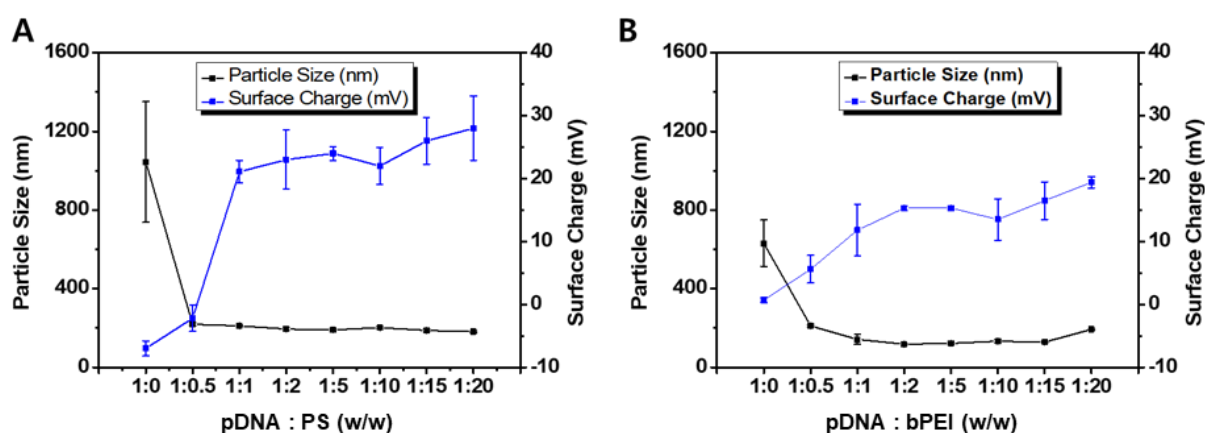 A
Particle Size (nm)
Surface Charge (mV)
1600
1200
800
400
0
Particle Size (nm)
40
30
20
10
0
-10
Surface Charge (mV)
1:0 1:0.5 1:1 1:2 1:5 1:10 1:15 1:20
pDNA : PS (w/w)
B
Particle Size (nm)
Surface Charge (mV)
1600
1200
800
400
0
Particle Size (nm)
40
30
20
10
0
-10
Surface Charge (mV)
1:0 1:0.5 1:1 1:2 1:5 1:10 1:15 1:20
pDNA : bPEI (w/w)